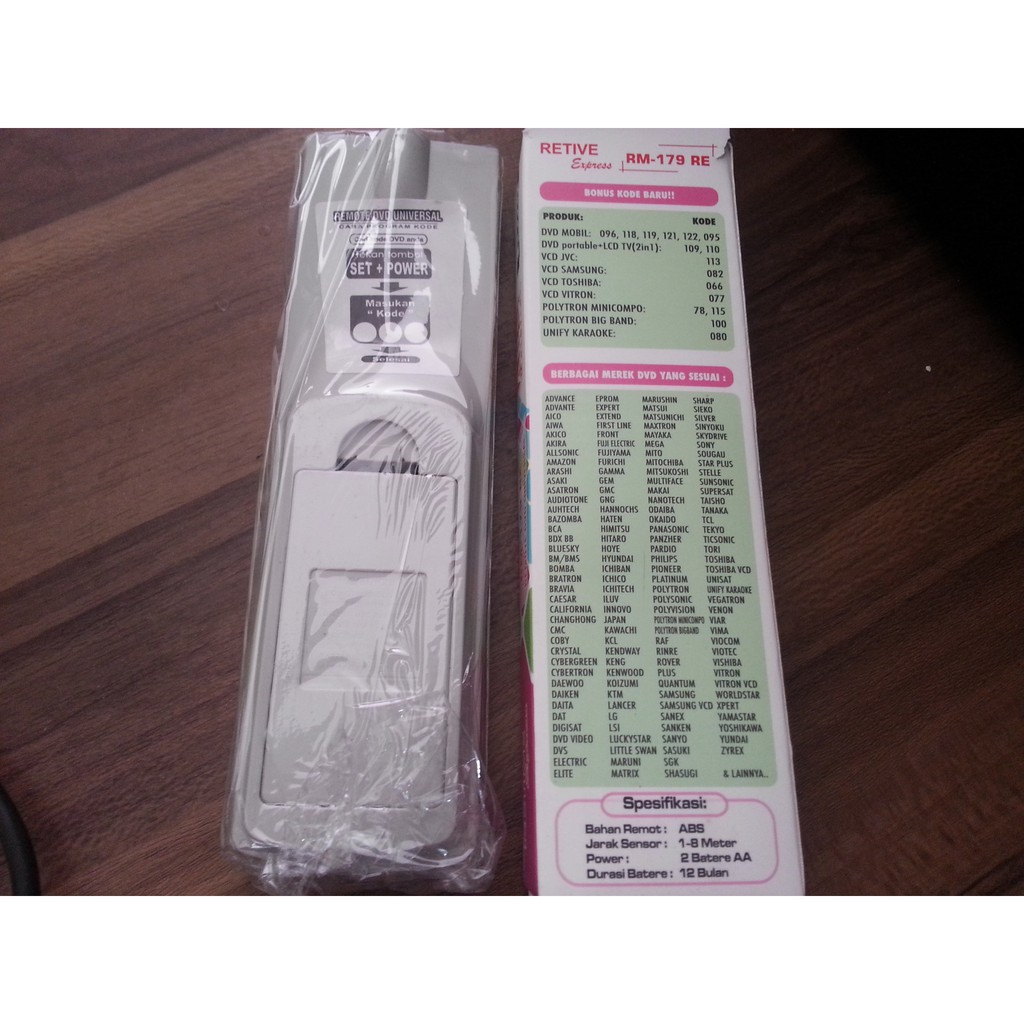 REMOTE DVD UNIVERSAL
CARA PROGRAM KODE
Cari kode DVD anda
Tekan tombol
SET + POWER
Masukan
" Kode "
Selesai
RETIVE
Express
RM-179 RE
BONUS KODE BARU!!
PRODUK: KODE
DVD MOBIL: 096, 118, 119, 121, 122, 095
DVD portable+LCD TV(2in1): 109, 110
VCD JVC: 113
VCD SAMSUNG: 082
VCD TOSHIBA: 066
VCD VITRON: 077
POLYTRON MINICOMPO: 78, 115
POLYTRON BIG BAND: 100
UNIFY KARAOKE: 080
BERBAGAI MEREK DVD YANG SESUAI :
ADVANCE EPROM MARUSHIN SHARP
ADVANTE EXPERT MATSUI SIEKO
AICO EXTEND MATSUNICHI SILVER
AIWA FIRST LINE MAXTRON SINYOKU
AKICO FRONT MAYAKA SKYDRIVE
AKIRA FUJI ELECTRIC MEGA SONY
ALLSONIC FUJIYAMA MITO SOUGAU
AMAZON FURICHI MITOCHIBA STAR PLUS
ARASHI GAMMA MITSUKOSHI STELLE
ASAKI GEM MULTIFACE SUNSONIC
ASATRON GMC MAKAI SUPERSAT
AUDIOTONE GNG NANOTECH TAISHO
AUHTECH HANNOCHS ODAIBA TANAKA
BAZOMBA HATEN OKAIDO TCL
BCA HIMITSU PANASONIC TEKYO
BDX BB HITARO PANZHER TICSONIC
BLUESKY HOYE PARDIO TORI
BM/BMS HYUNDAI PHILIPS TOSHIBA
BOMBA ICHIBAN PIONEER TOSHIBA VCD
BRATRON ICHICO PLATINUM UNISAT
BRAVIA ICHITECH POLYTRON UNIFY KARAOKE
CAESAR ILUV POLYSONIC VEGATRON
CALIFORNIA INNOVO POLYVISION VENON
CHANGHONG JAPAN POLYTRON MINICOMPO VIAR
CMC KAWACHI POLYTRON BIGBAND VIMA
COBY KCL RAF VIOCOM
CRYSTAL KENDWAY RINRE VIOTEC
CYBERGREEN KENG ROVER VISHIBA
CYBERTRON KENWOOD PLUS VITRON
DAEWOO KOIZUMI QUANTUM VITRON VCD
DAIKEN KTM SAMSUNG WORLDSTAR
DAITA LANCER SAMSUNG VCD XPERT
DAT LG SANEX YAMASTAR
DIGISAT LSI SANKEN YOSHIKAWA
DVD VIDEO LUCKYSTAR SANYO YUNDAI
DVS LITTLE SWAN SASUKI ZYREX
ELECTRIC MARUNI SGK
ELITE MATRIX SHASUGI & LAINNYA..
Spesifikasi:
Bahan Remot : ABS
Jarak Sensor : 1-8 Meter
Power : 2 Batere AA
Durasi Batere : 12 Bulan